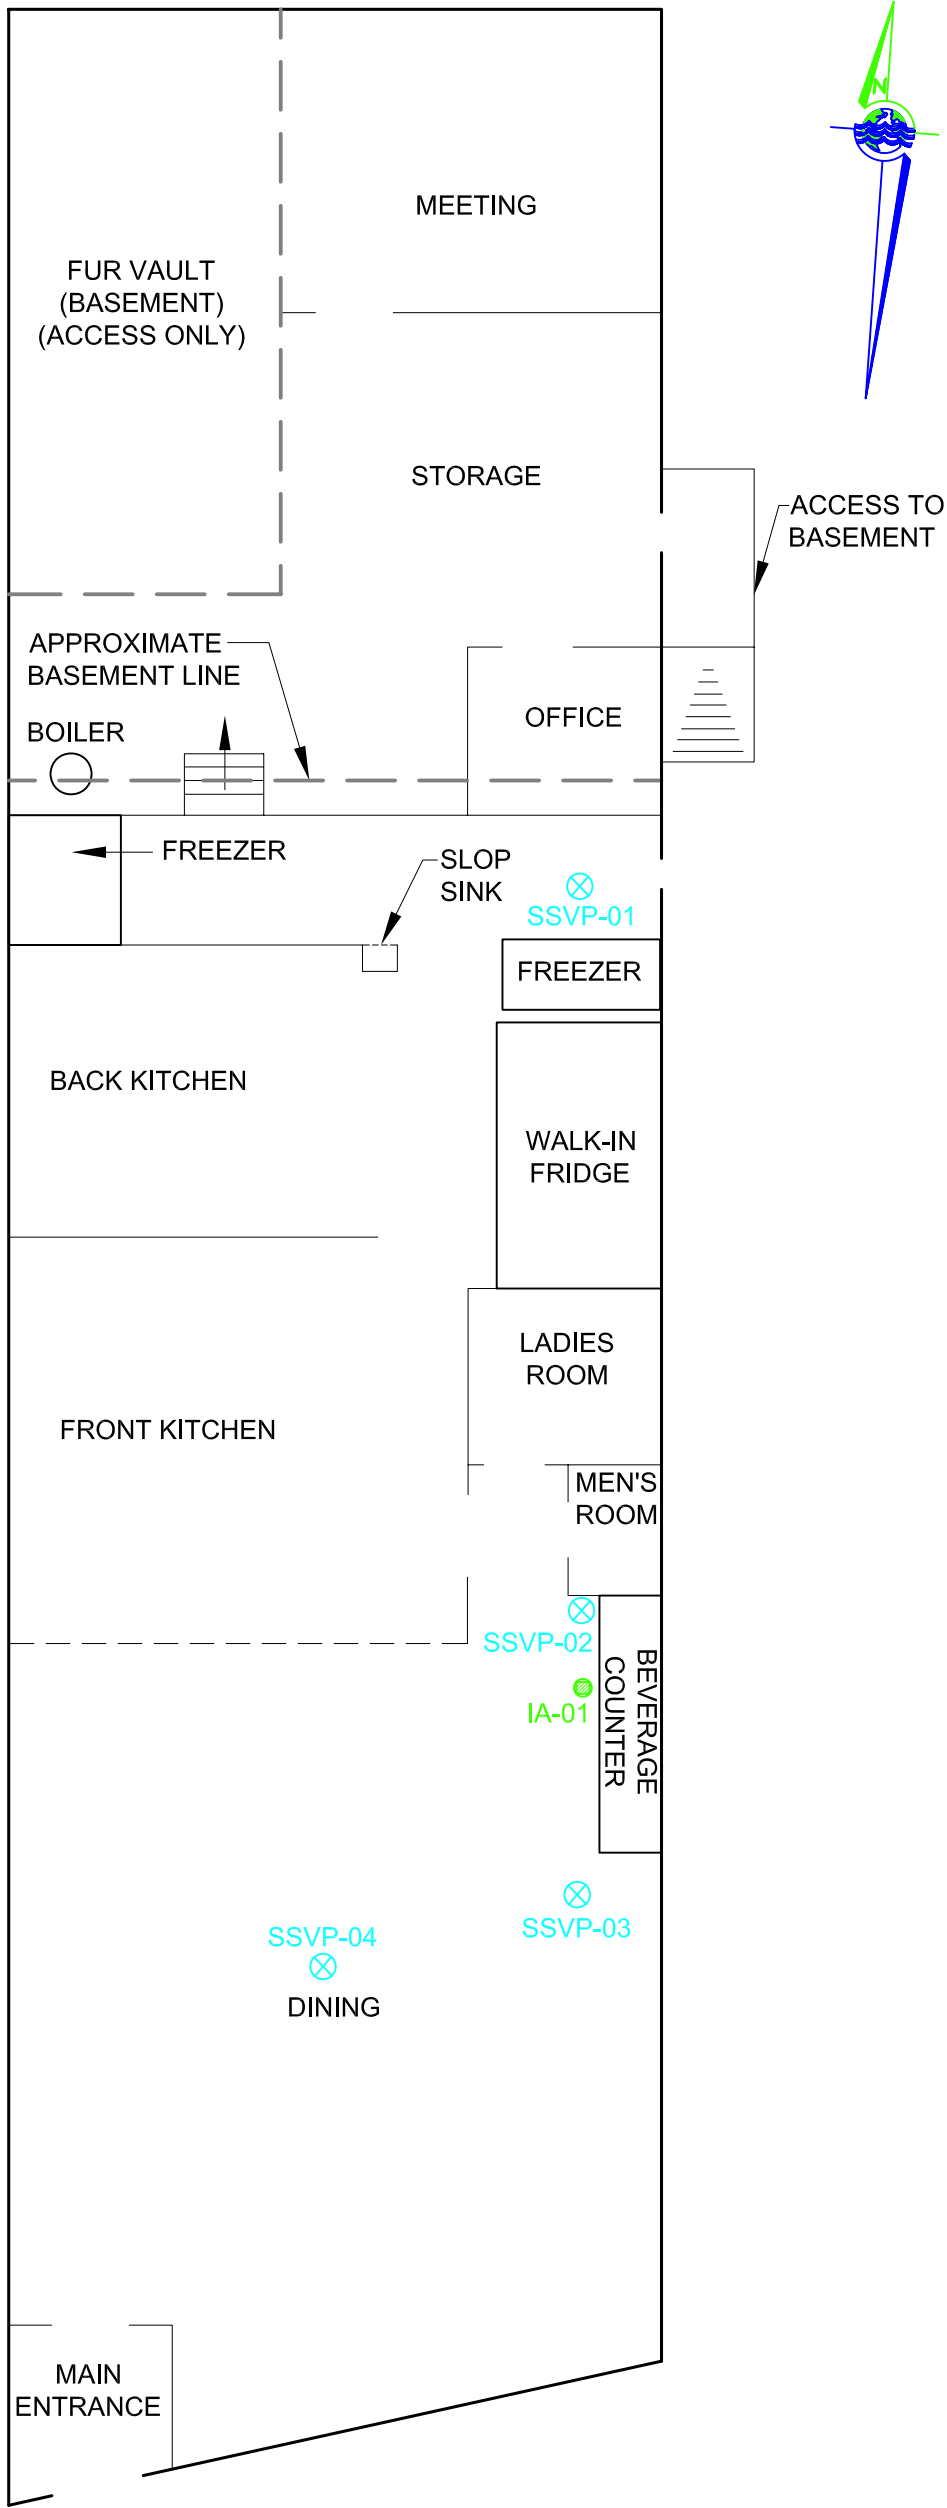 N
MEETING
FUR VAULT
(BASEMENT)
(ACCESS ONLY)
STORAGE
ACCESS TO
BASEMENT
APPROXIMATE
BASEMENT LINE
OFFICE
BOILER
FREEZER
SLOP
SINK
SSVP-01
FREEZER
BACK KITCHEN
WALK-IN
FRIDGE
LADIES
ROOM
FRONT KITCHEN
MEN'S
ROOM
SSVP-02
BEVERAGE
COUNTER
IA-01
SSVP-03
SSVP-04
DINING
MAIN
ENTRANCE